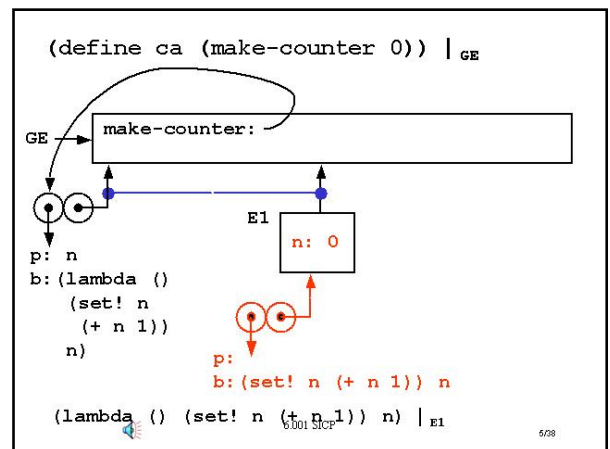 (define ca (make-counter 0)) | GE
make-counter:
GE
E1
n: 0
p: n
b:(lambda ()
(set! n
(+ n 1))
n)
p:
b:(set! n (+ n 1)) n
(lambda () (set! n (+ n 1)) n) | E1
6.001 SICP
5/38